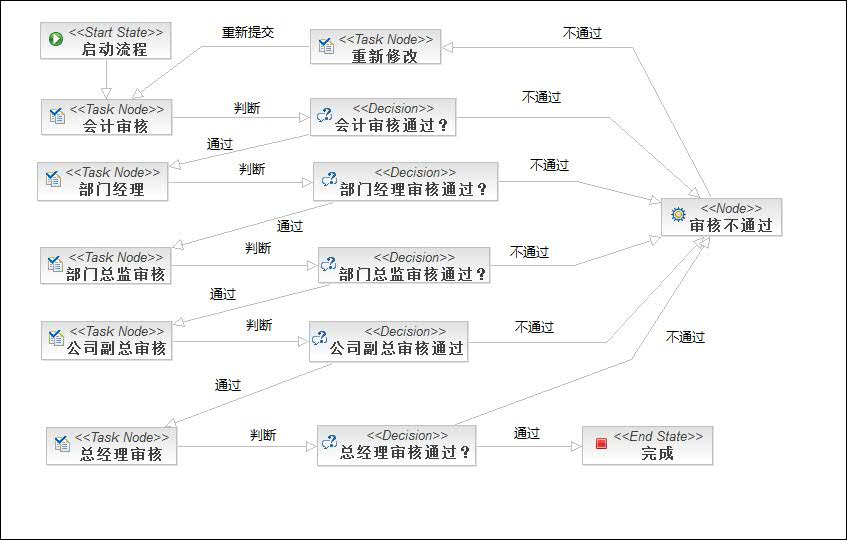 <<Start State>>
启动流程
重新提交
<<Task Node>>
重新修改
不通过
<<Task Node>>
会计审核
判断
<<Decision>>
会计审核通过？
不通过
通过
<<Task Node>>
部门经理
判断
<<Decision>>
部门经理审核通过？
不通过
<<Node>>
审核不通过
通过
<<Task Node>>
部门总监审核
判断
<<Decision>>
部门总监审核通过？
不通过
通过
<<Task Node>>
公司副总审核
判断
<<Decision>>
公司副总审核通过
不通过
不通过
通过
<<Task Node>>
总经理审核
判断
<<Decision>>
总经理审核通过？
通过
<<End State>>
完成